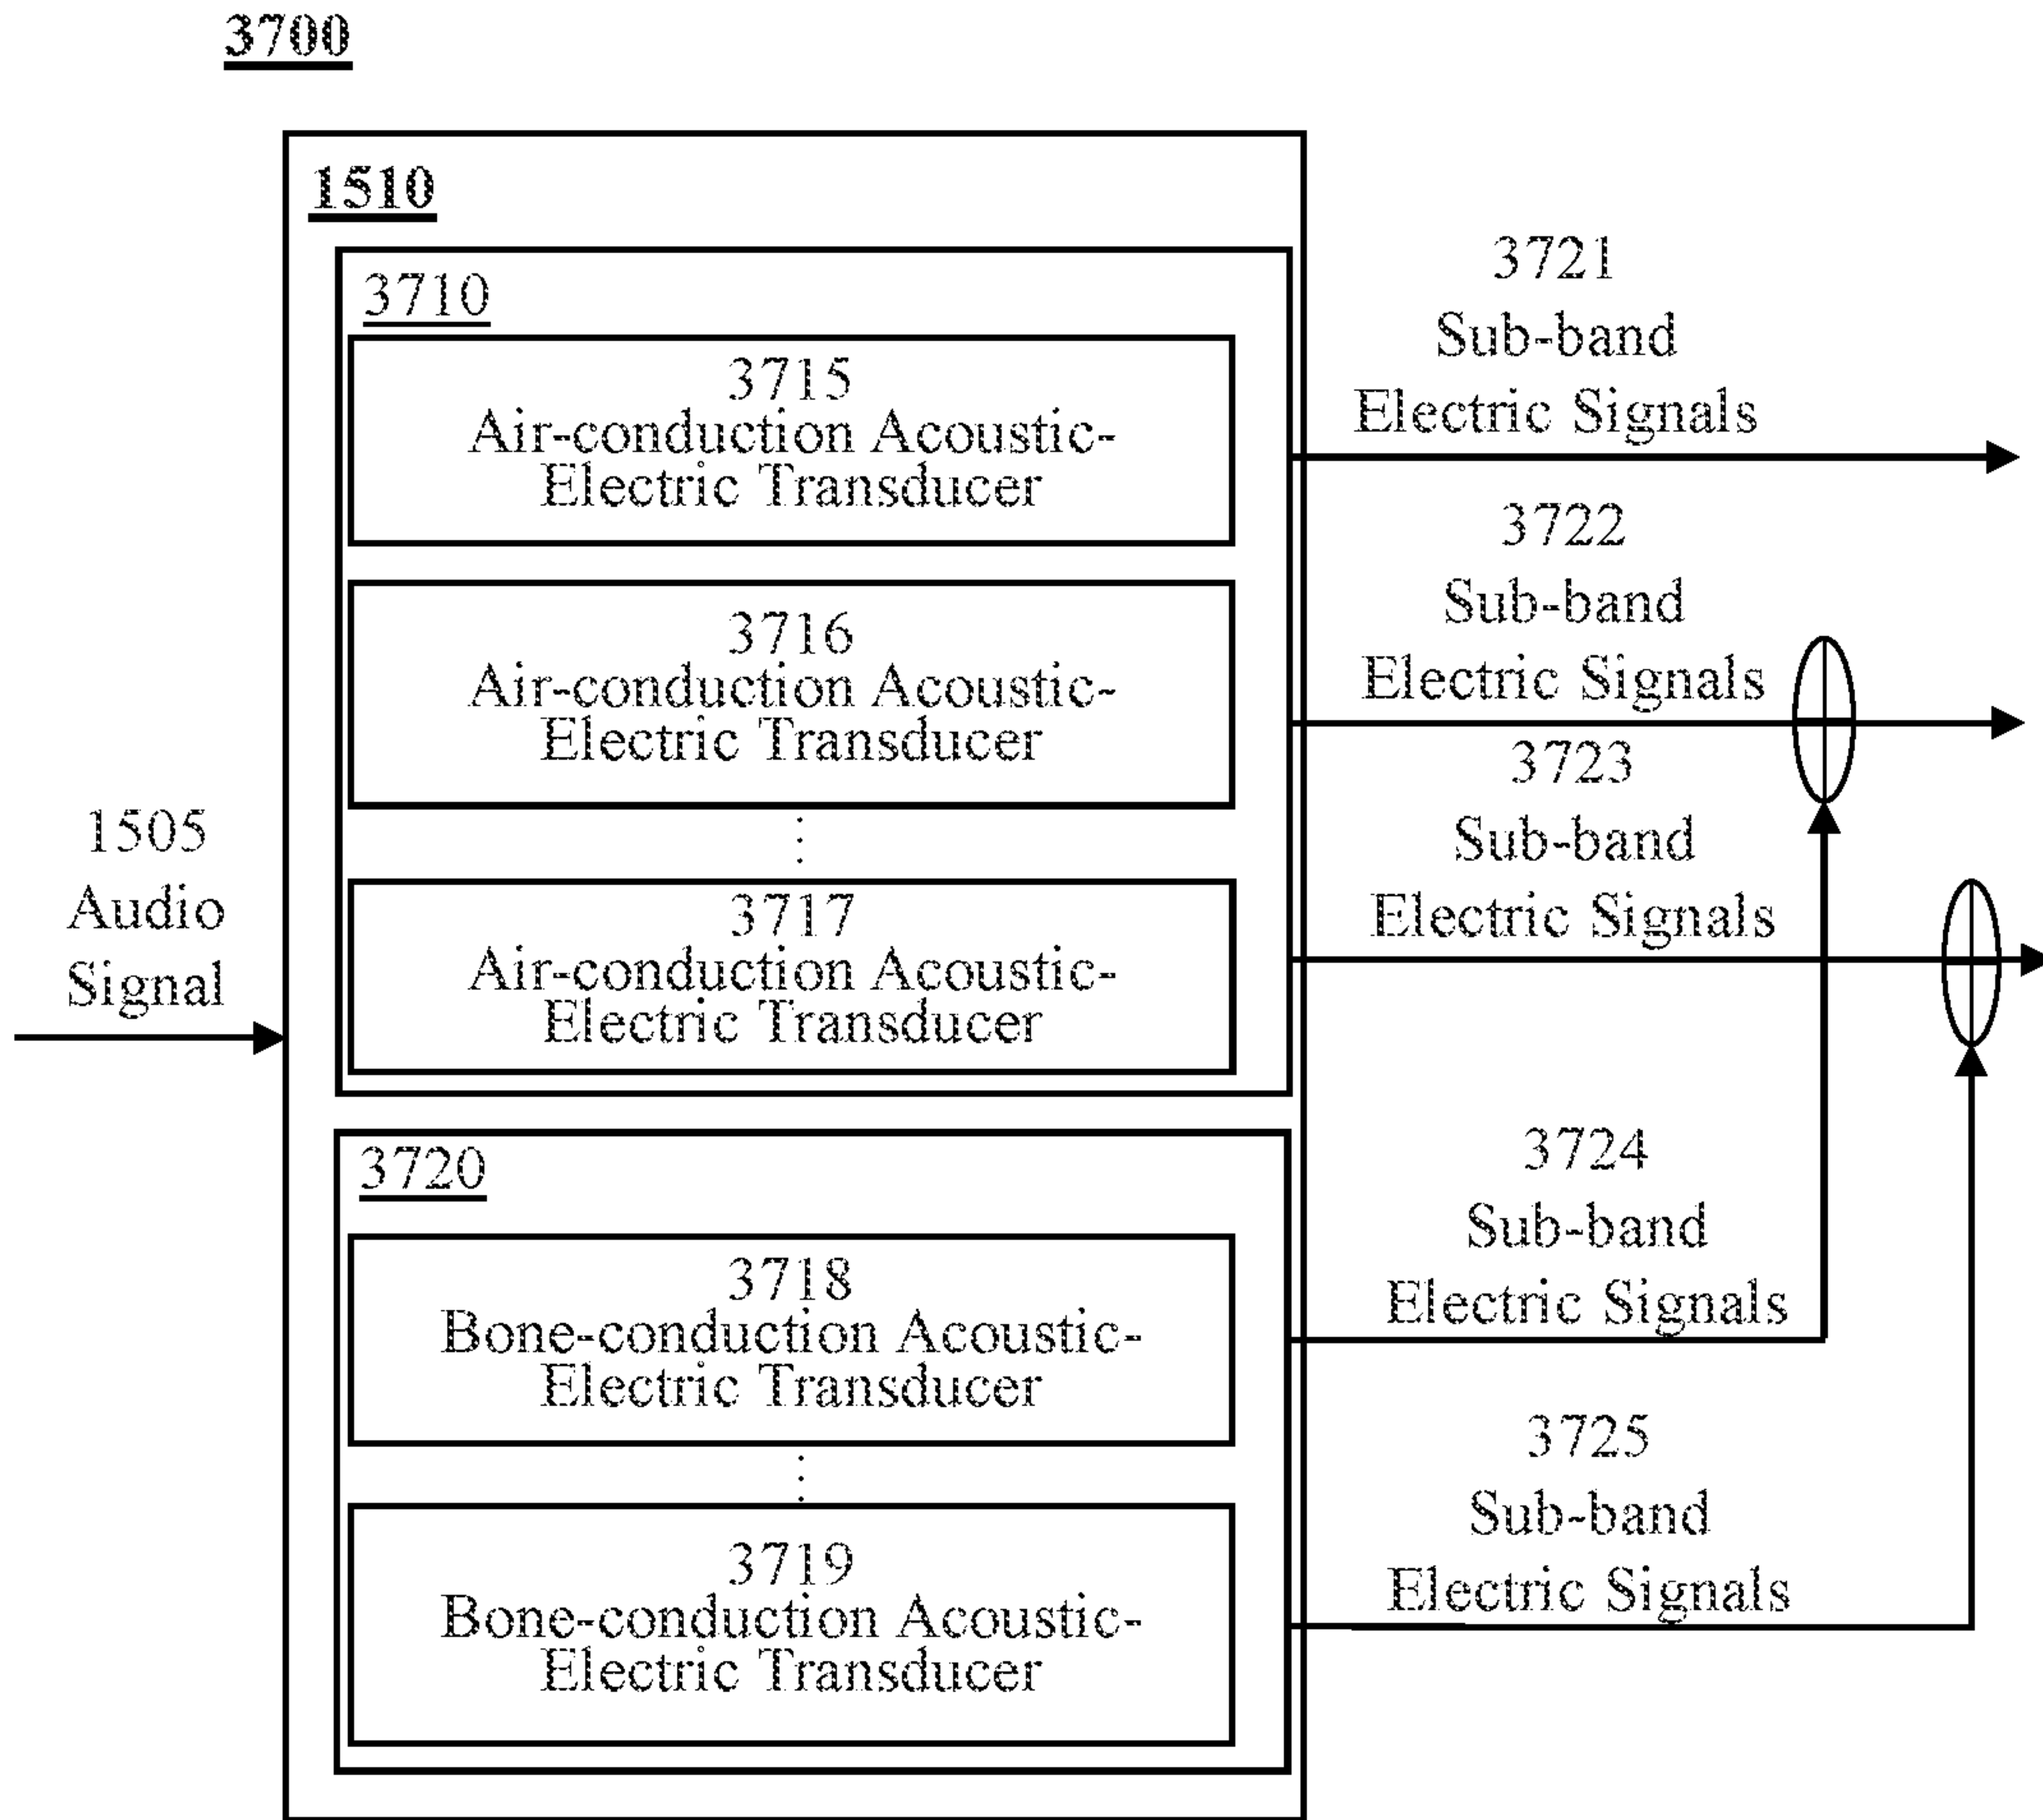 3700
1510
3710
3715
Air-conduction Acoustic-
Electric Transducer
3716
Air-conduction Acoustic-
Electric Transducer
3717
Air-conduction Acoustic-
Electric Transducer
3720
3718
Bone-conduction Acoustic-
Electric Transducer
3719
Bone-conduction Acoustic-
Electric Transducer
1505
Audio
Signal
3721
Sub-band
Electric Signals
3722
Sub-band
Electric Signals
3723
Sub-band
Electric Signals
3724
Sub-band
Electric Signals
3725
Sub-band
Electric Signals